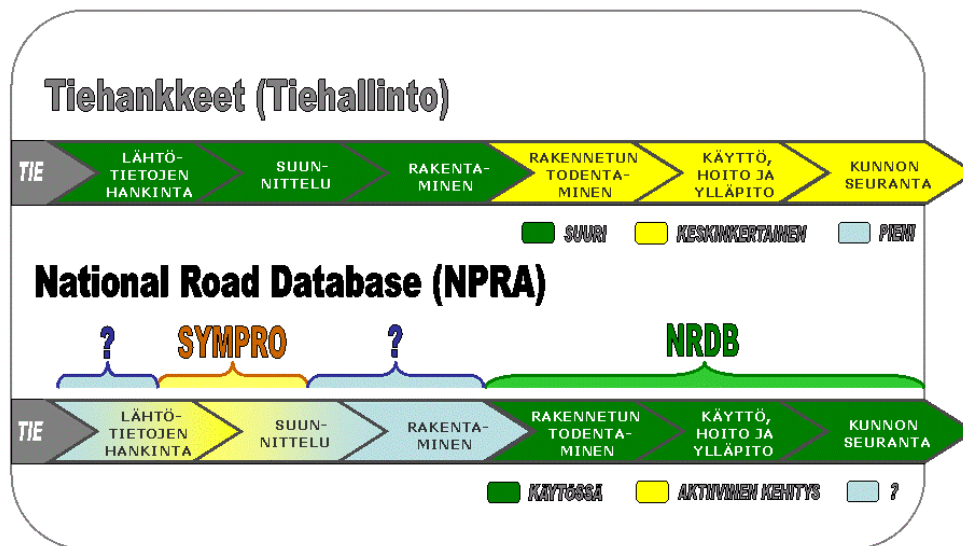 Tiehankkeet (Tiehallinto)
TIE
LÄHTÖ-
TIETOJEN
HANKINTA
SUUN-
NITTELU
RAKENTA-
MINEN
RAKENNETUN
TODENTA-
MINEN
KÄYTTÖ,
HOITO JA
YLLÄPITO
KUNNON
SEURANTA
SUURI
KESKINKERTAINEN
PIENI
National Road Database (NPRA)
?
SYMPRO
?
NRDB
TIE
LÄHTÖ-
TIETOJEN
HANKINTA
SUUN-
NITTELU
RAKENTA-
MINEN
RAKENNETUN
TODENTA-
MINEN
KÄYTTÖ,
HOITO JA
YLLÄPITO
KUNNON
SEURANTA
KÄYTÖSSÄ
AKTIIVINEN KEHITYS
?